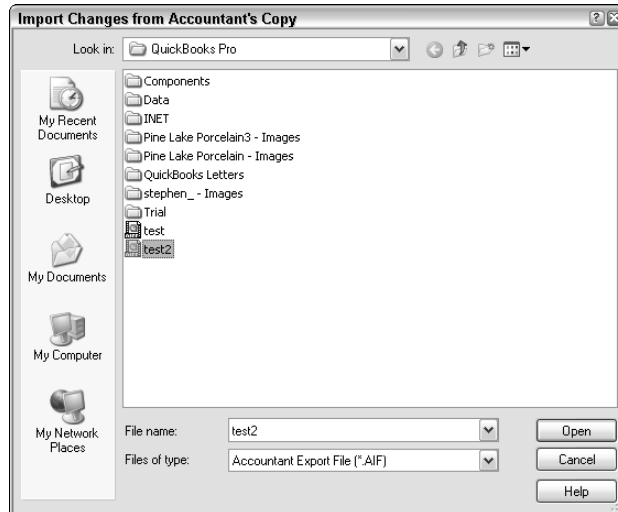 Import Changes from Accountant's Copy
Look in:
QuickBooks Pro
My Recent
Documents
Desktop
My Documents
My Computer
My Network
Places
Components
Data
INET
Pine Lake Porcelain3 - Images
Pine Lake Porcelain - Images
QuickBooks Letters
stephen_ - Images
Trial
test
test2
File name:
test2
Open
Files of type:
Accountant Export File (*.AIF)
Cancel
Help